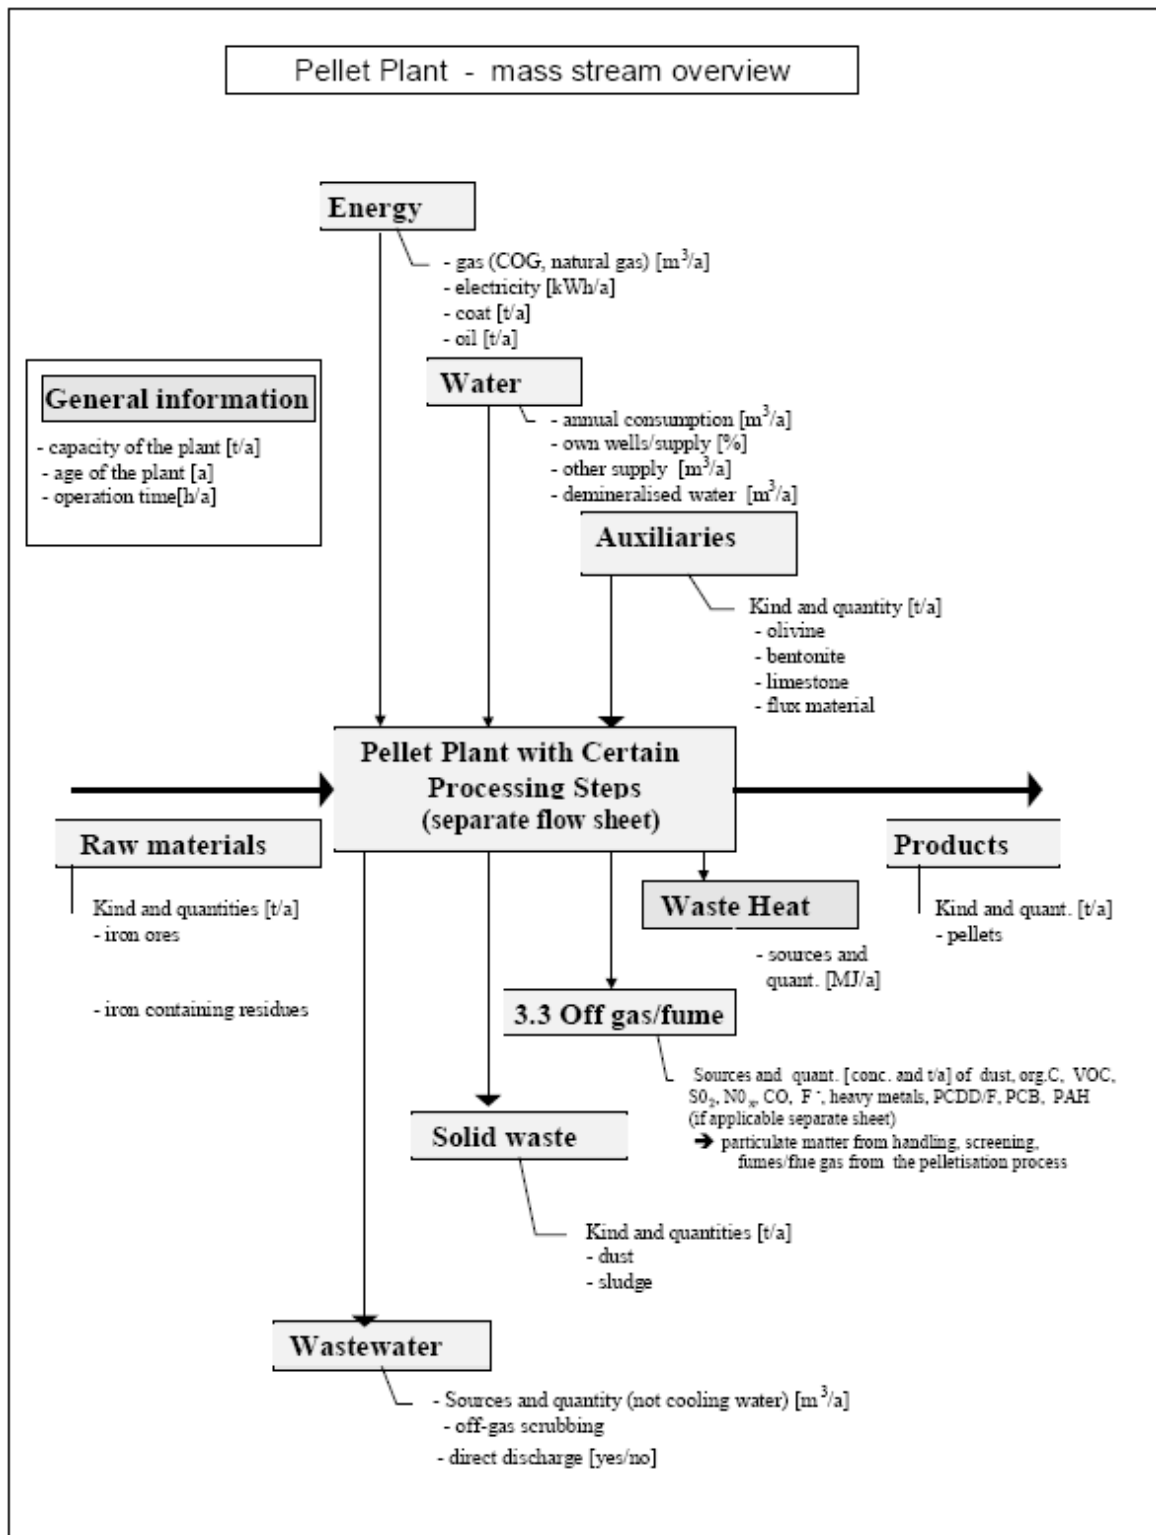 Pellet Plant - mass stream overview
Energy
- gas (COG, natural gas) [m³/a]
- electricity [kWh/a]
- coat [t/a]
- oil [t/a]
General information
- capacity of the plant [t/a]
- age of the plant [a]
- operation time[h/a]
Water
- annual consumption [m³/a]
- own wells/supply [%]
- other supply [m³/a]
- demineralised water [m³/a]
Auxiliaries
Kind and quantity [t/a]
- olivine
- bentonite
- limestone
- flux material
Pellet Plant with Certain
Processing Steps
(separate flow sheet)
Raw materials
Kind and quantities [t/a]
- iron ores
- iron containing residues
Products
Kind and quant. [t/a]
- pellets
Waste Heat
- sources and
quant. [MJ/a]
3.3 Off gas/fume
Sources and quant. [conc. and t/a] of dust, org.C, VOC,
S0₂, N0ₓ, CO, F⁻, heavy metals, PCDD/F, PCB, PAH
(if applicable separate sheet)
➔ particulate matter from handling, screening,
fumes/flue gas from the pelletisation process
Solid waste
Kind and quantities [t/a]
- dust
- sludge
Wastewater
- Sources and quantity (not cooling water) [m³/a]
- off-gas scrubbing
- direct discharge [yes/no]